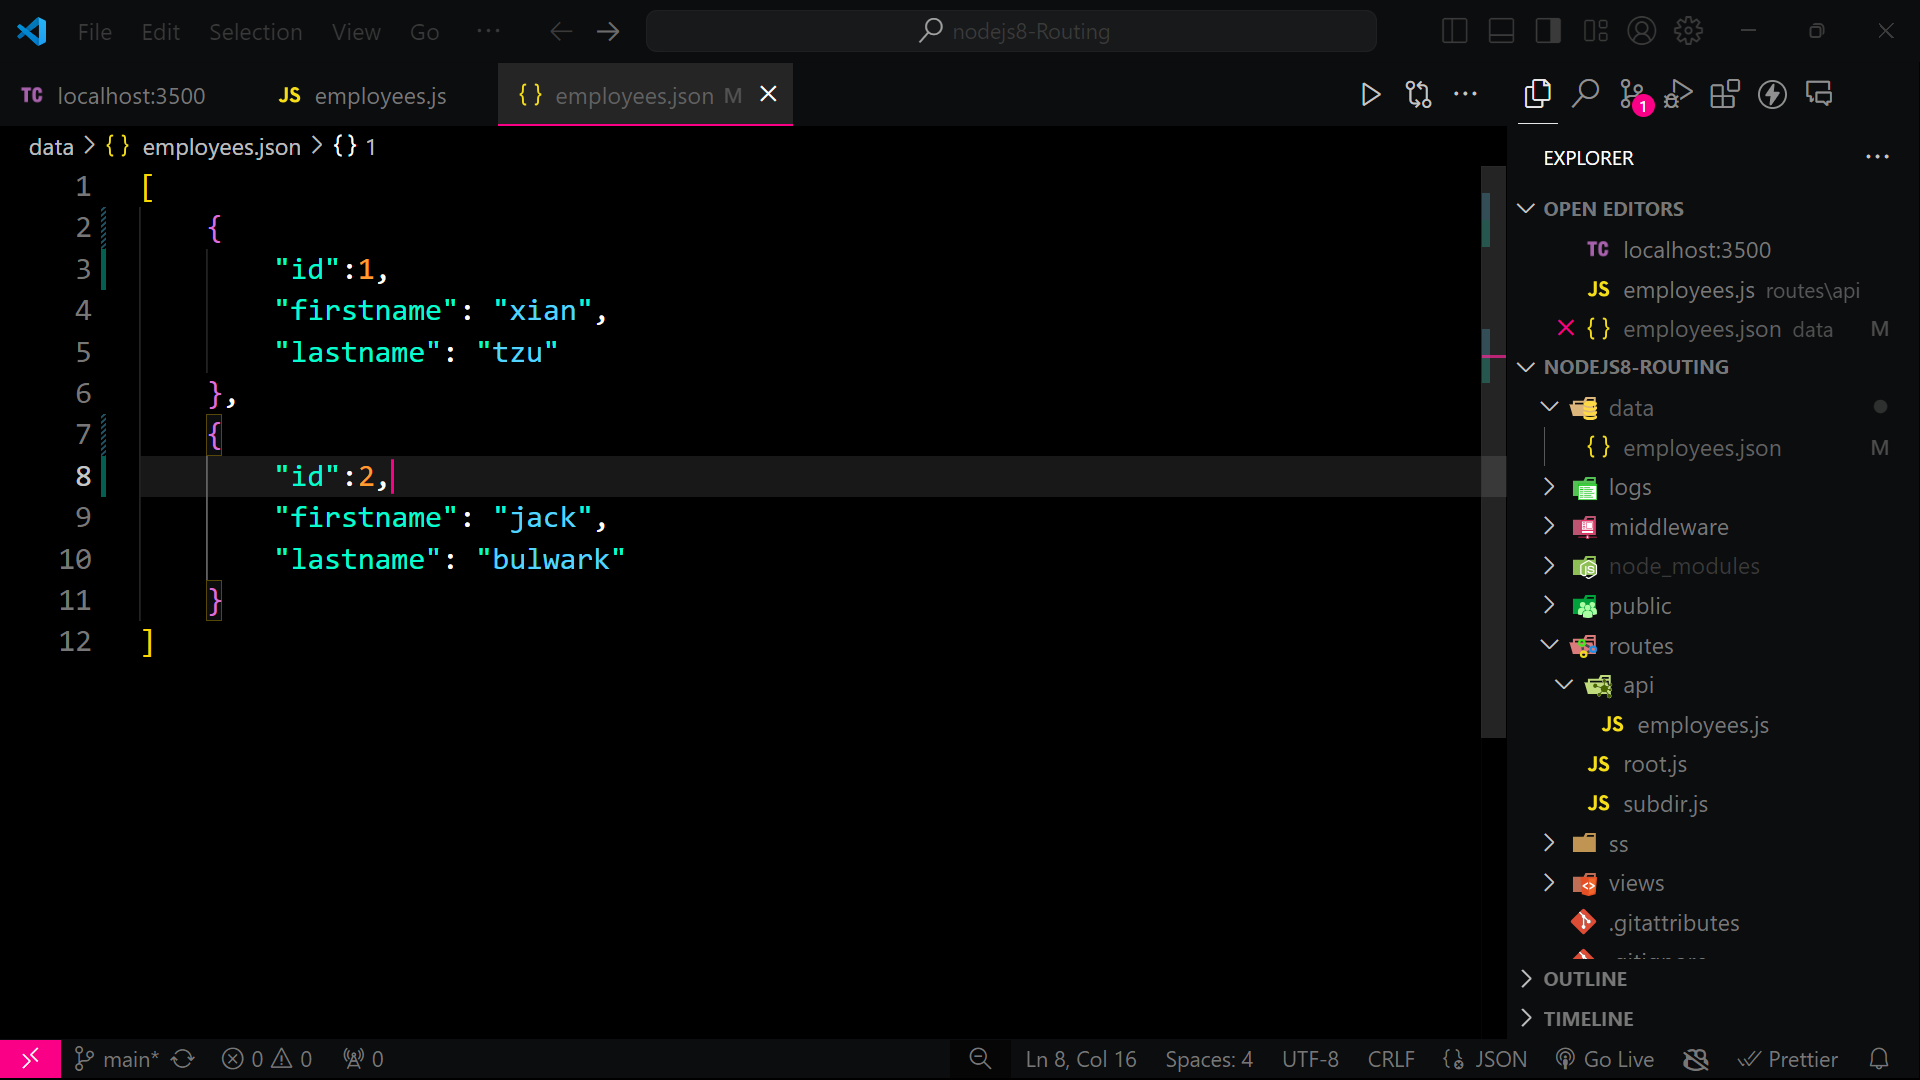 File Edit Selection View Go ··· nodejs8-Routing
TC localhost:3500 JS employees.js {} employees.json M
data > {} employees.json > {} 1
1 [
2 {
3 "id":1,
4 "firstname": "xian",
5 "lastname": "tzu"
6 },
7 {
8 "id":2,
9 "firstname": "jack",
10 "lastname": "bulwark"
11 }
12 ]
1
EXPLORER
OPEN EDITORS
TC localhost:3500
JS employees.js routes\api
{} employees.json data M
NODEJS8-ROUTING
data
{} employees.json M
logs
middleware
node_modules
public
routes
api
JS employees.js
JS root.js
JS subdir.js
ss
views
.gitattributes
OUTLINE
TIMELINE
main* 0 0 0 Ln 8, Col 16 Spaces: 4 UTF-8 CRLF {} JSON Go Live Prettier